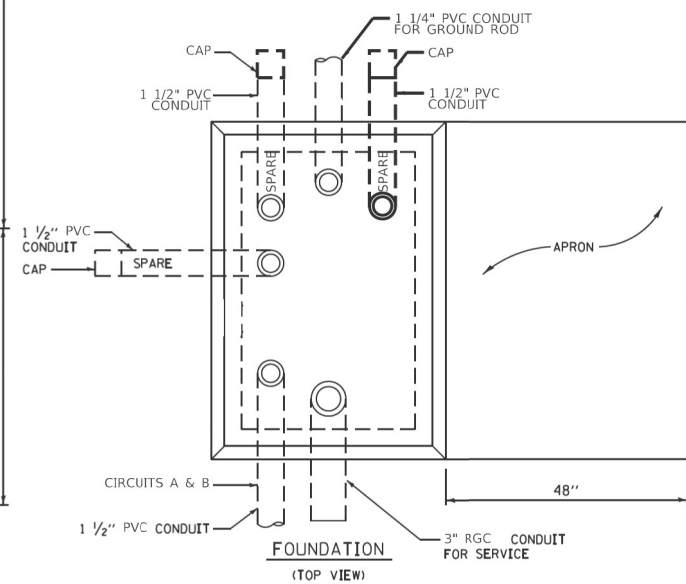 1 1/4" PVC CONDUIT
FOR GROUND ROD
CAP
CAP
1 1/2" PVC
CONDUIT
1 1/2" PVC
CONDUIT
SPARE
SPARE
1 ½" PVC
CONDUIT
CAP
SPARE
APRON
CIRCUITS A & B
48"
1 ½" PVC CONDUIT
3" RGC CONDUIT
FOR SERVICE
FOUNDATION
(TOP VIEW)